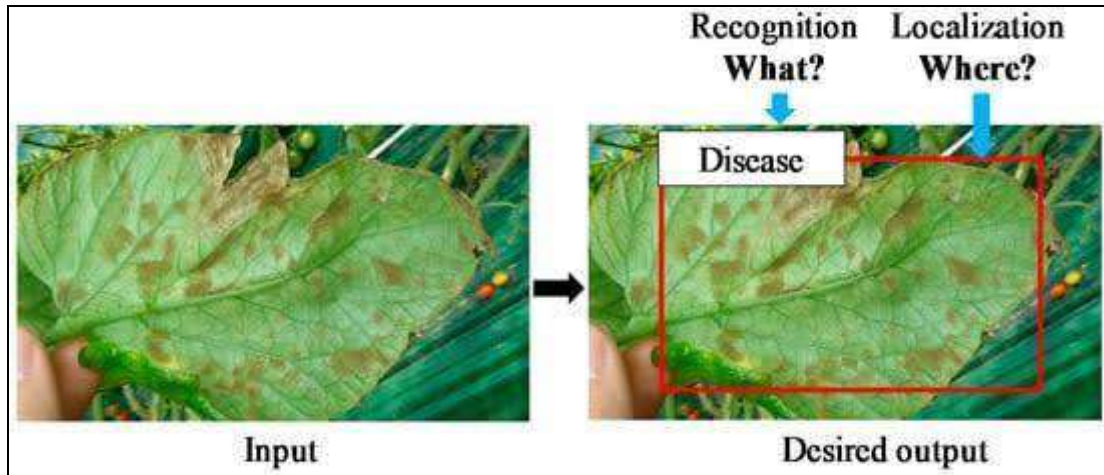 Recognition
What?
Localization
Where?
Disease
Input
Desired output